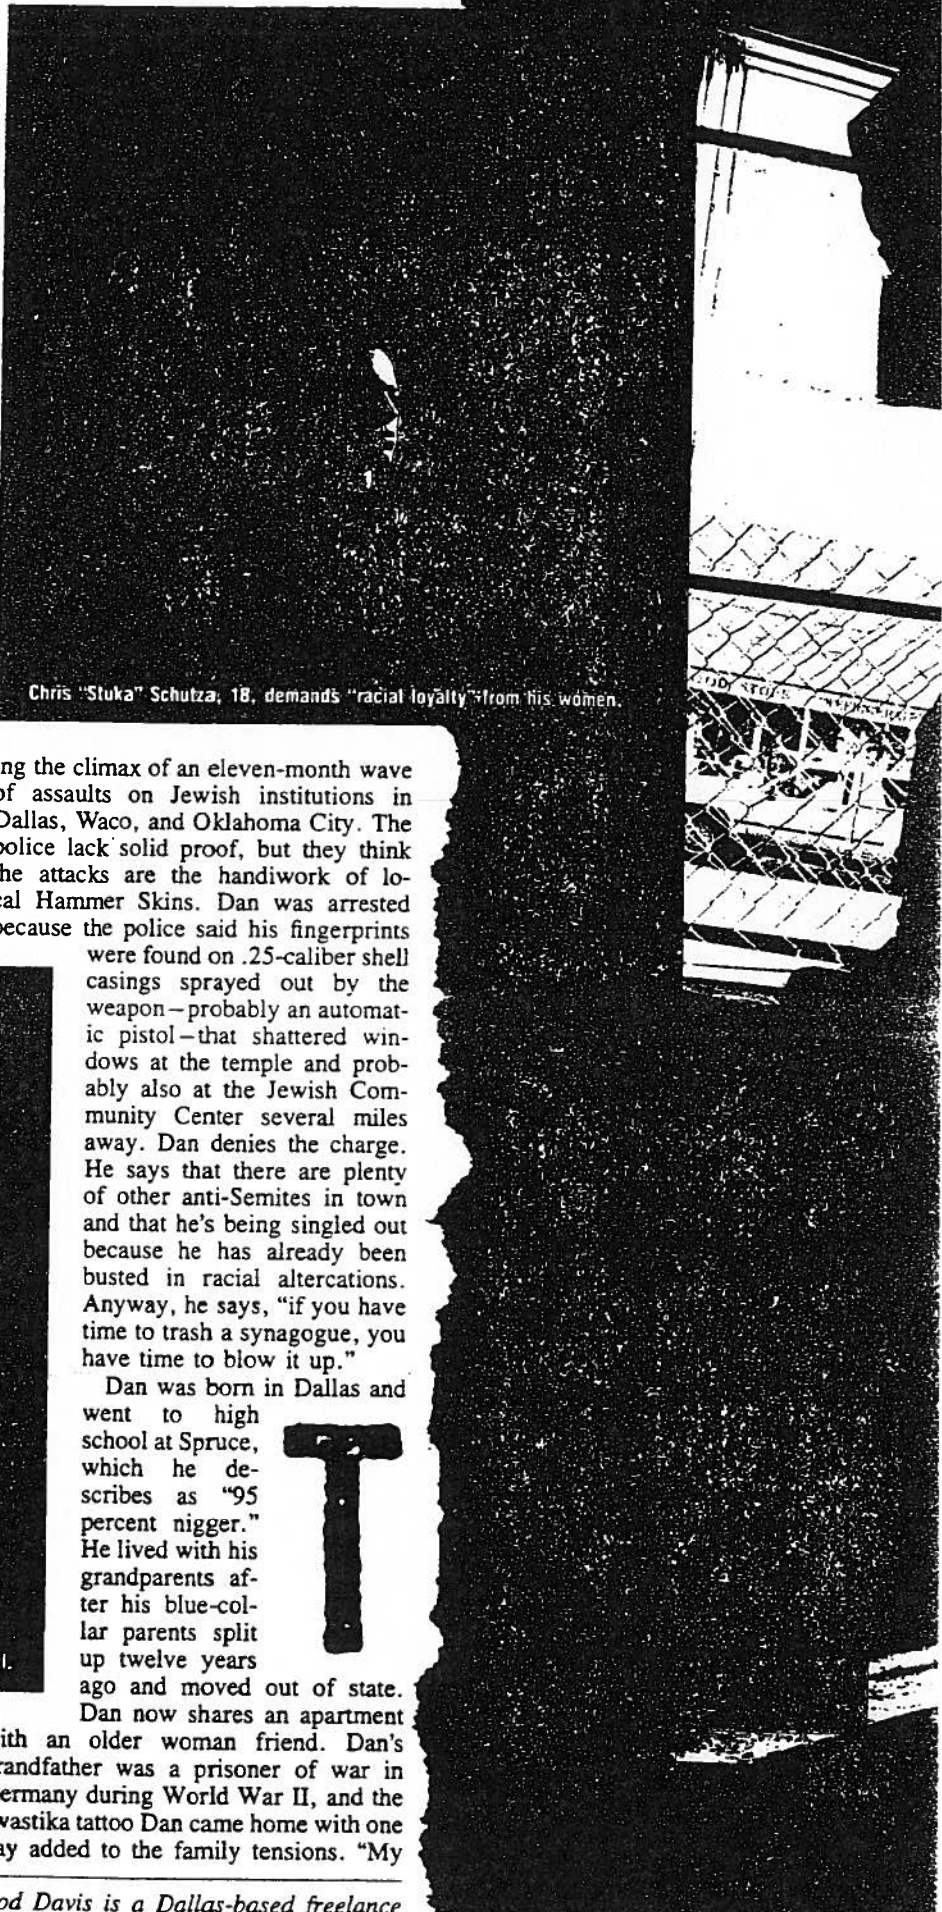 Chris "Stuka" Schutza, 18, demands "racial loyalty" from his women.
ng the climax of an eleven-month wave
of assaults on Jewish institutions in
Dallas, Waco, and Oklahoma City. The
police lack solid proof, but they think
the attacks are the handiwork of lo-
cal Hammer Skins. Dan was arrested
because the police said his fingerprints
were found on .25-caliber shell
casings sprayed out by the
weapon—probably an automat-
ic pistol—that shattered win-
dows at the temple and prob-
ably also at the Jewish Com-
munity Center several miles
away. Dan denies the charge.
He says that there are plenty
of other anti-Semites in town
and that he's being singled out
because he has already been
busted in racial altercations.
Anyway, he says, "if you have
time to trash a synagogue, you
have time to blow it up."
Dan was born in Dallas and
went to high
school at Spruce,
which he de-
scribes as "95
percent nigger."
He lived with his
grandparents af-
ter his blue-col-
lar parents split
up twelve years
ago and moved out of state.
Dan now shares an apartment
ith an older woman friend. Dan's
randfather was a prisoner of war in
ermany during World War II, and the
wastika tattoo Dan came home with one
ay added to the family tensions. "My
od Davis is a Dallas-based freelance
T
l.